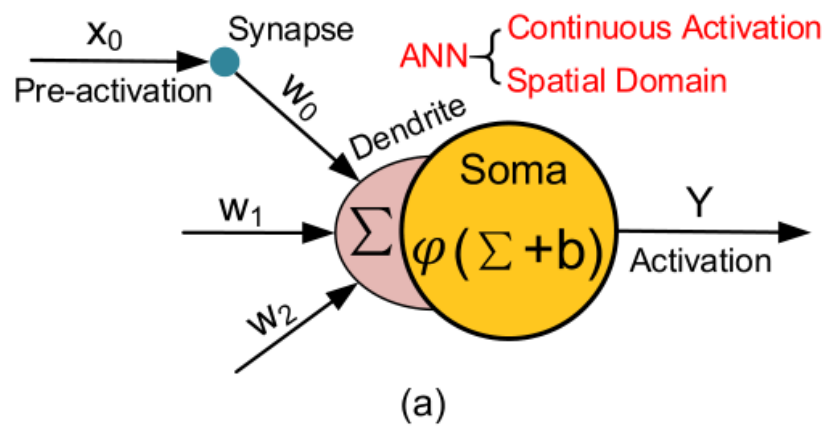 x₀
Synapse
Pre-activation
ANN
Continuous Activation
Spatial Domain
w₀
Dendrite
Soma
w₁
Σ
φ(Σ+b)
Y
Activation
w₂
(a)